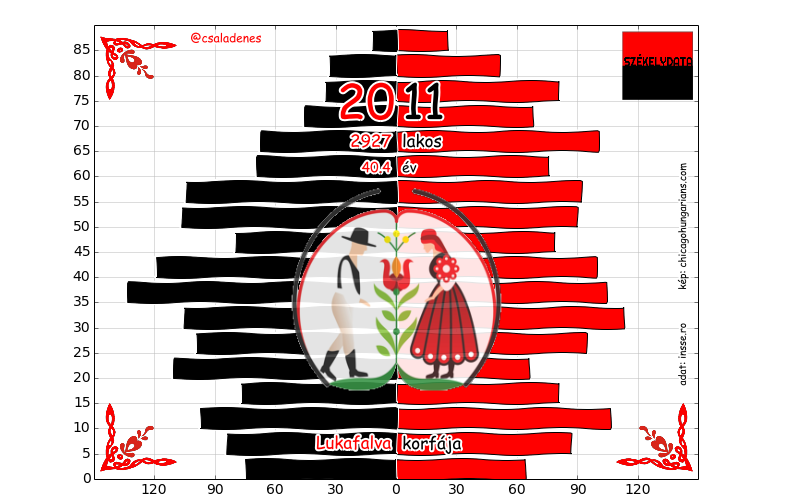 @csaladenes
SZÉKELYDATA
2011
2927 lakos
40.4 év
kép: chicagohungarians.com
adat: insse.ro
Lukafalva korfája
85
80
75
70
65
60
55
50
45
40
35
30
25
20
15
10
5
0
120 90 60 30 0 30 60 90 120